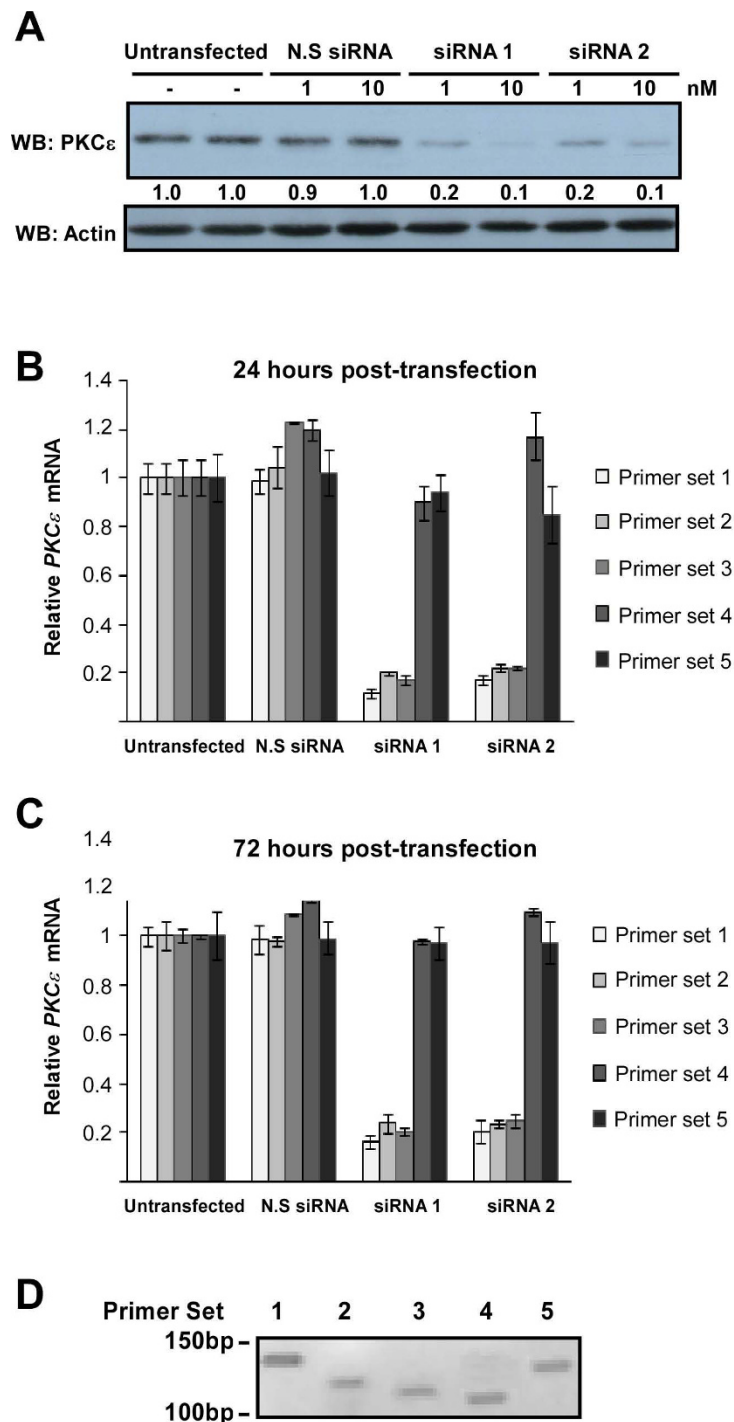 A
Untransfected N.S siRNA siRNA 1 siRNA 2
- - 1 10 1 10 1 10 nM
WB: PKCε
1.0 1.0 0.9 1.0 0.2 0.1 0.2 0.1
WB: Actin
B
24 hours post-transfection
Relative PKCε mRNA
1.4
1.2
1
0.8
0.6
0.4
0.2
Untransfected N.S siRNA siRNA 1 siRNA 2
Primer set 1
Primer set 2
Primer set 3
Primer set 4
Primer set 5
C
72 hours post-transfection
Relative PKCε mRNA
1.4
1.2
1
0.8
0.6
0.4
0.2
Untransfected N.S siRNA siRNA 1 siRNA 2
Primer set 1
Primer set 2
Primer set 3
Primer set 4
Primer set 5
D
Primer Set 1 2 3 4 5
150bp
100bp